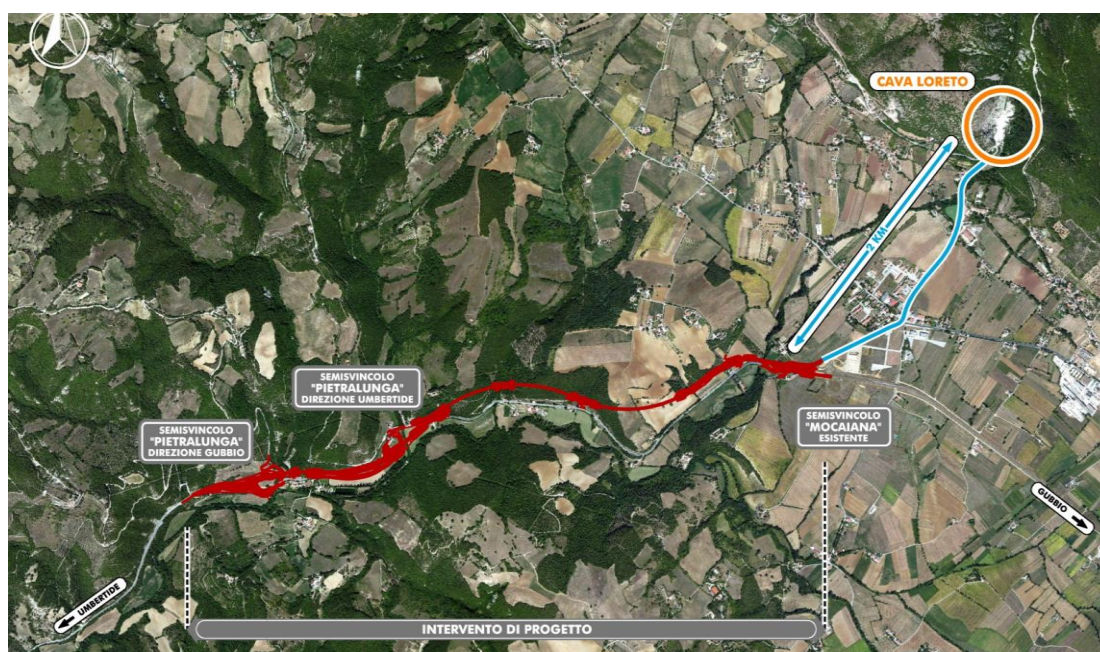 CAVA LORETO
2 KM
SEMISVINCOLO
"PIETRALUNGA"
DIREZIONE UMBERTIDE
SEMISVINCOLO
"PIETRALUNGA"
DIREZIONE GUBBIO
SEMISVINCOLO
"MOCAIANA"
ESISTENTE
GUBBIO
UMBERTIDE
INTERVENTO DI PROGETTO